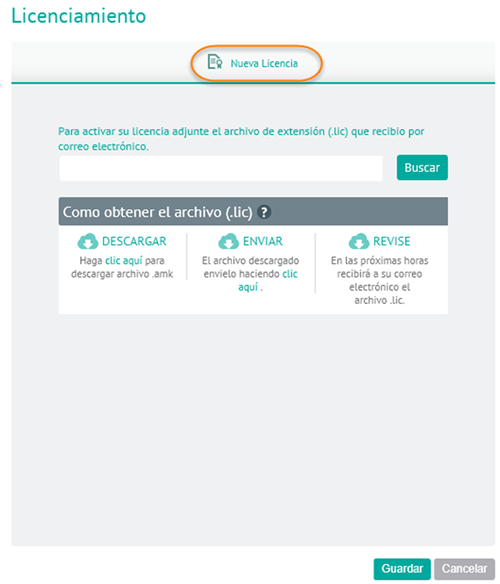 Licenciamiento
Nueva Licencia
Para activar su licencia adjunte el archivo de extensión (.lic) que recibio por
correo electrónico.
Buscar
Como obtener el archivo (.lic) ?
DESCARGAR
Haga clic aquí para
descargar archivo .amk
ENVIAR
El archivo descargado
envielo haciendo clic
aquí .
REVISE
En las próximas horas
recibirá a su correo
electrónico el
archivo .lic.
Guardar
Cancelar